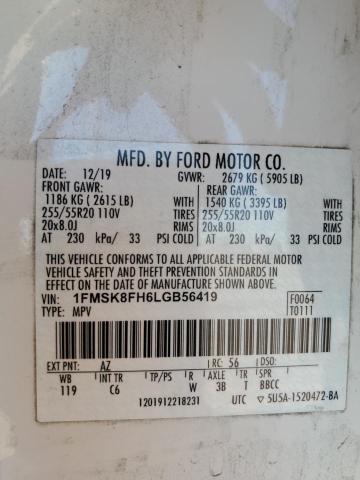 MFD. BY FORD MOTOR CO.
DATE: 12/19 GVWR: 2679 KG ( 5905 LB)
FRONT GAWR: REAR GAWR:
1186 KG ( 2615 LB) WITH 1540 KG ( 3395 LB)
255/55R20 110V TIRES 255/55R20 110V
20x8.0J RIMS 20x8.0J
AT 230 kPa/ 33 PSI COLD AT 230 kPa/ 33 PSI COLD
THIS VEHICLE CONFORMS TO ALL APPLICABLE FEDERAL MOTOR
VEHICLE SAFETY, BUMPER, AND THEFT PREVENTION STANDARDS IN
EFFECT ON THE DATE OF MANUFACTURE SHOWN ABOVE.
VIN: 1FMSK8FH6LGB56419 F0064
TYPE: MPV T0111
EXT PNT: AZ RC: 56 DSO:
WB INT TR TP/PS R AXLE TR SPR
119 C6 W 3B T BBCC
1201912218231 UTC 5U5A-1520472-BA